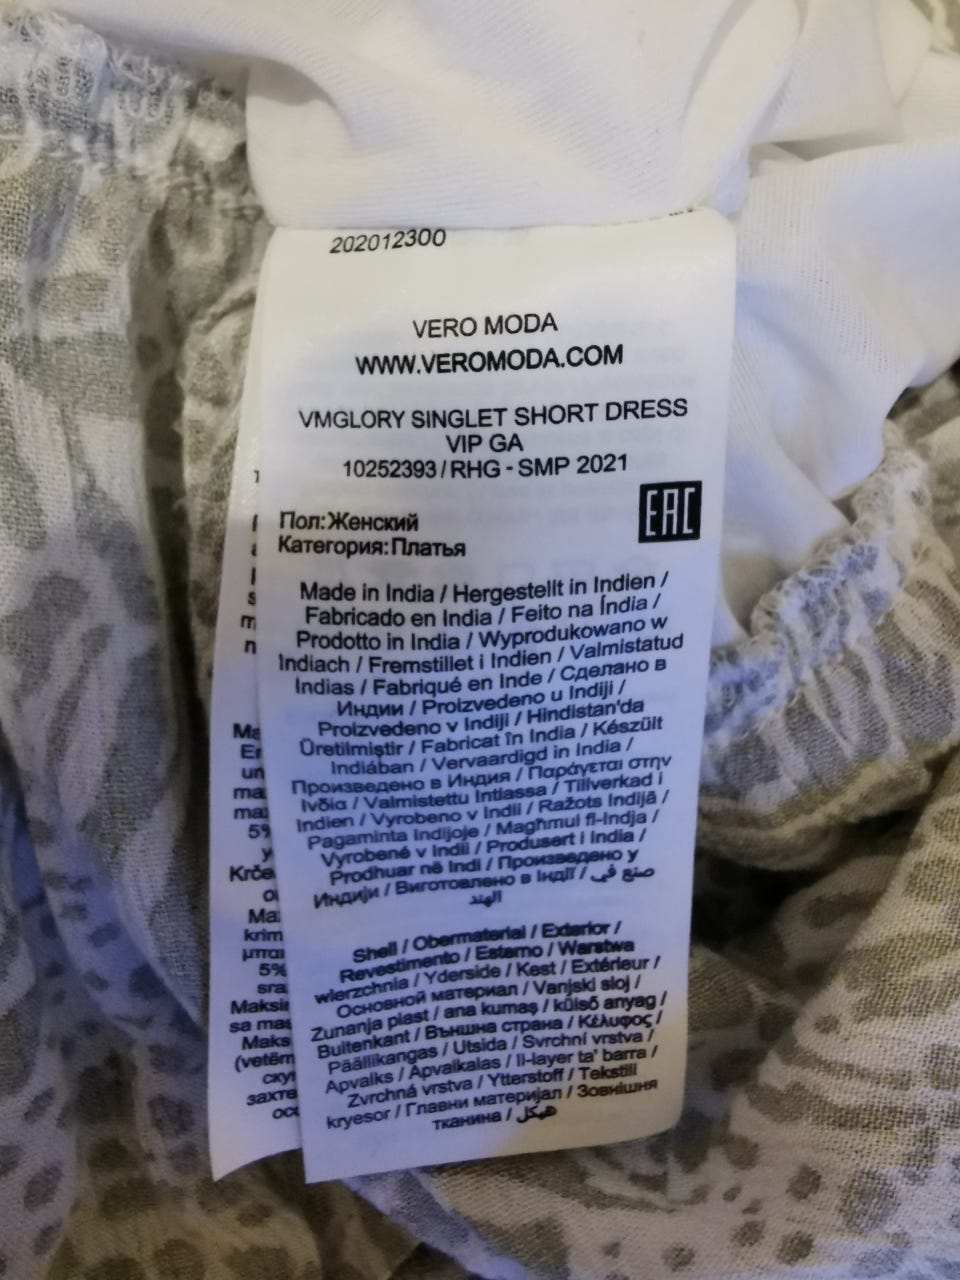 202012300
VERO MODA
WWW.VEROMODA.COM
VMGLORY SINGLET SHORT DRESS
VIP GA
10252393/RHG - SMP 2021
EAC
Пол:Женский
Категория:Платья
Made in India / Hergestellt in Indien /
Fabricado en India / Feito na Índia /
Prodotto in India / Wyprodukowano w
Indiach / Fremstillet i Indien / Valmistatud
Indias / Fabriqué en Inde / Сделано в
Индии / Proizvedeno u Indiji /
Proizvedeno v Indiji / Hindistan'da
Üretilmiştir / Fabricat în India / Készült
Indiában / Vervaardigd in India /
Произведено в Индия / Παράγεται στην
Ινδία / Valmistettu Intiassa / Tillverkad i
Indien / Vyrobeno v Indii / Ražots Indijā /
Pagaminta Indijoje / Magħmul fl-Indja /
Vyrobené v Indii / Produsert i India /
Prodhuar në Indi / Произведено у
Индији / Виготовлено в Індії / صنع في
الهند
Shell / Obermaterial / Exterior /
Revestimento / Esterno / Warstwa
wierzchnia / Yderside / Kest / Extérieur /
Основной материал / Vanjski sloj /
Zunanja plast / ana kumaş / külső anyag /
Buitenkant / Външна страна / Κέλυφος /
Päällikangas / Utsida / Svrchní vrstva /
Apvalks / Apvalkalas / Il-layer ta' barra /
Zvrchná vrstva / Ytterstoff / Tekstili
kryesor / Главни материјал / Зовнішня
тканина / هيكل
5%
5%
sa
(vetëm